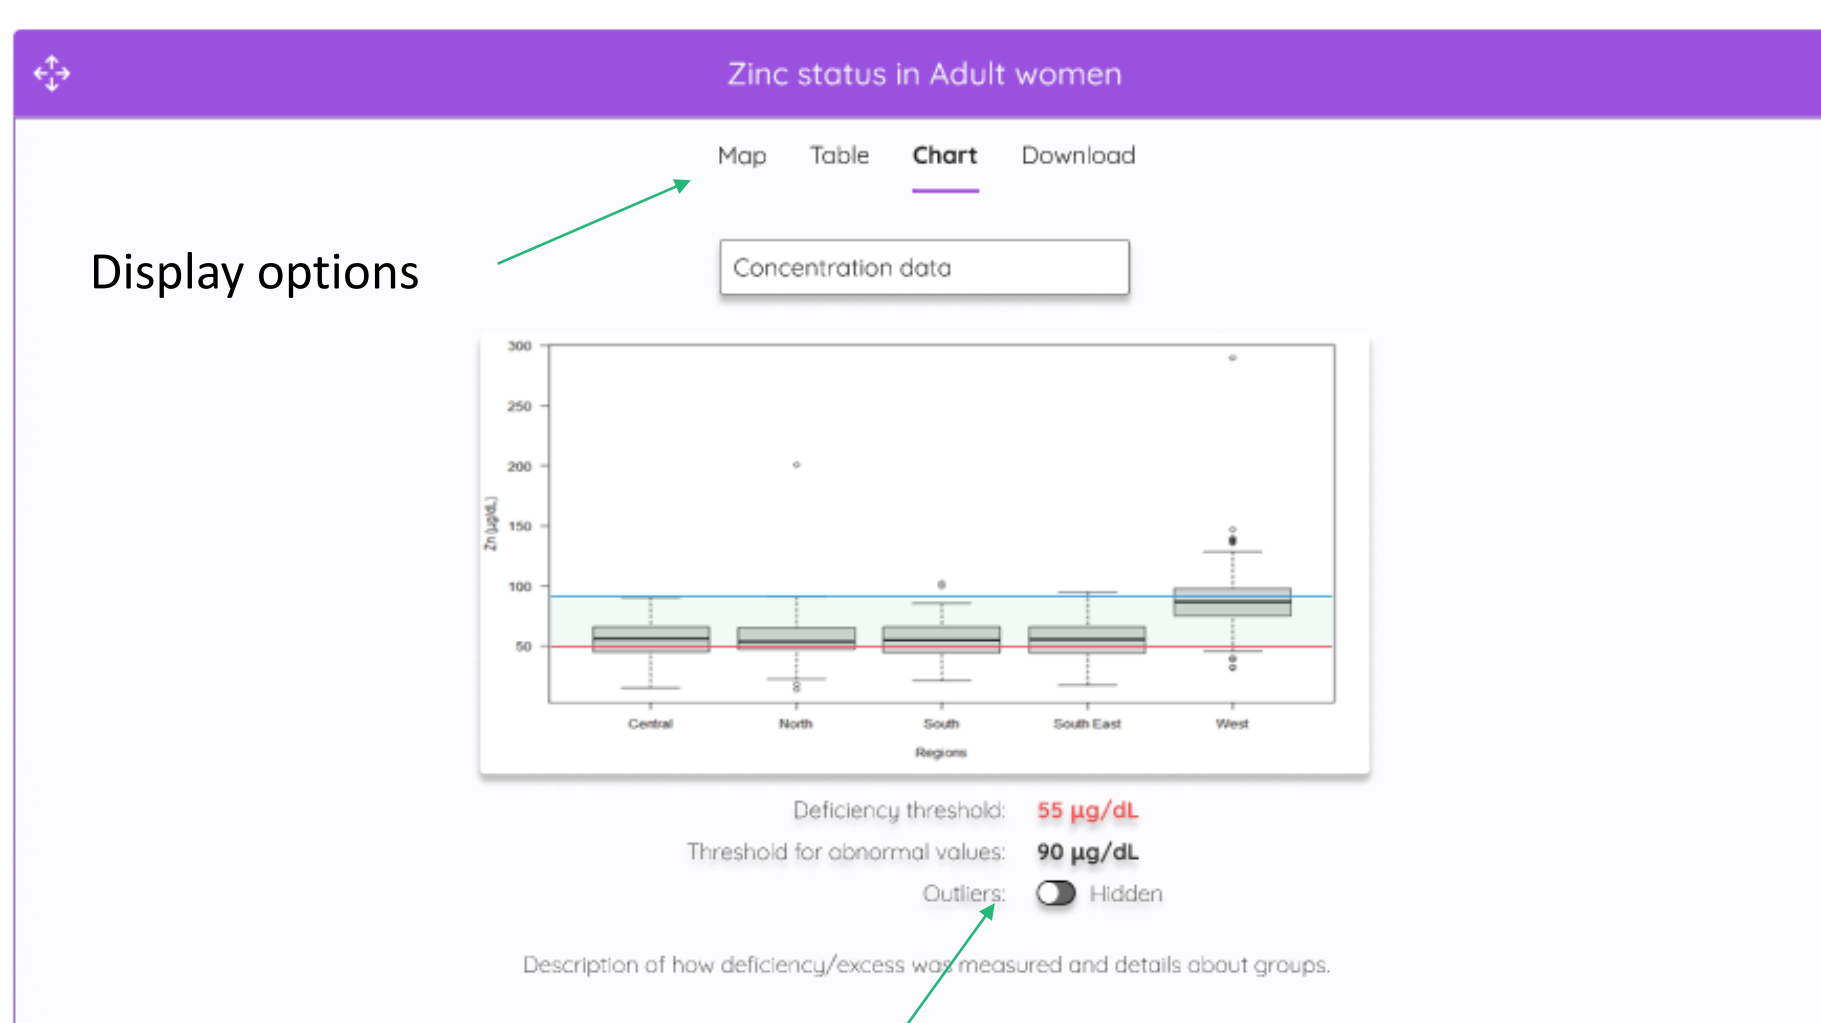 Zinc status in Adult women
Map Table Chart Download
Display options
Concentration data
300
250
200
150
100
50
Zn (µg/dL)
Central North South South East West
Regions
Deficiency threshold: 55 µg/dL
Threshold for abnormal values: 90 µg/dL
Outliers: Hidden
Description of how deficiency/excess was measured and details about groups.